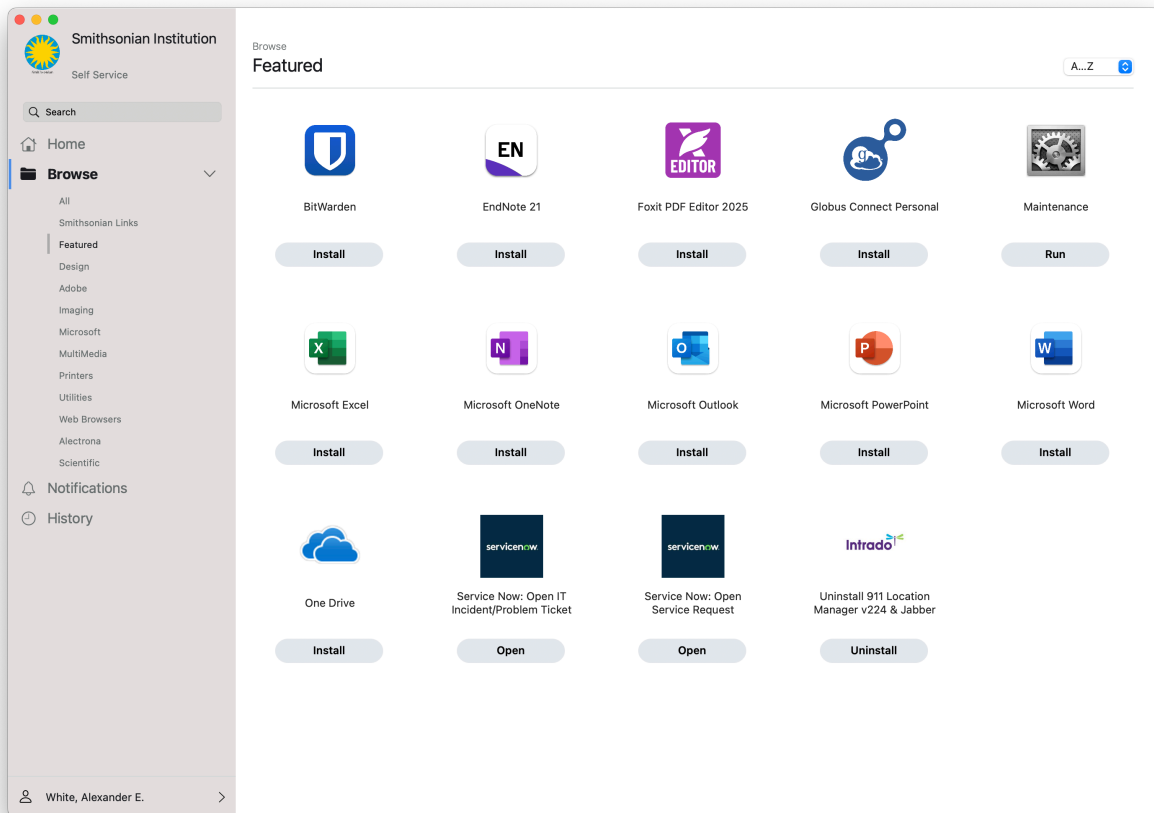 Smithsonian Institution
Self Service
Search
Home
Browse
All
Smithsonian Links
Featured
Design
Adobe
Imaging
Microsoft
MultiMedia
Printers
Utilities
Web Browsers
Alectrona
Scientific
Notifications
History
White, Alexander E.
Browse
Featured
A...Z
EN
EDITOR
g
BitWarden
EndNote 21
Foxit PDF Editor 2025
Globus Connect Personal
Maintenance
Install
Install
Install
Install
Run
X
N
O
P
W
Microsoft Excel
Microsoft OneNote
Microsoft Outlook
Microsoft PowerPoint
Microsoft Word
Install
Install
Install
Install
Install
servicenow.
servicenow.
Intrado
One Drive
Service Now: Open IT
Incident/Problem Ticket
Service Now: Open
Service Request
Uninstall 911 Location
Manager v224 & Jabber
Install
Open
Open
Uninstall